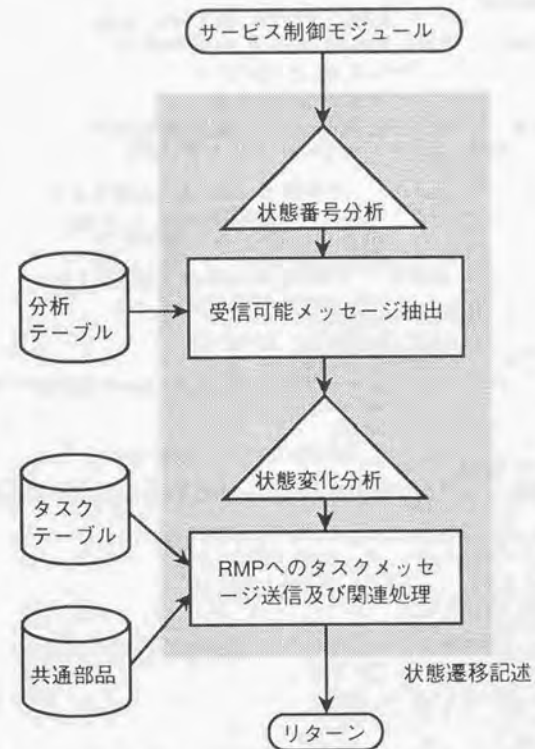 サービス制御モジュール
状態番号分析
分析
テーブル
受信可能メッセージ抽出
状態変化分析
タスク
テーブル
RMPへのタスクメッセ
ージ送信及び関連処理
共通部品
状態遷移記述
リターン